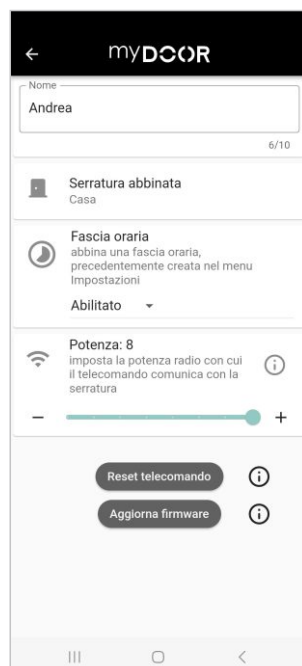 myDOOR
Nome
Andrea
6/10
Serratura abbinata
Casa
Fascia oraria
abbina una fascia oraria,
precedentemente creata nel menu
Impostazioni
Abilitato
Potenza: 8
imposta la potenza radio con cui
il telecomando comunica con la
serratura
− +
Reset telecomando
Aggiorna firmware